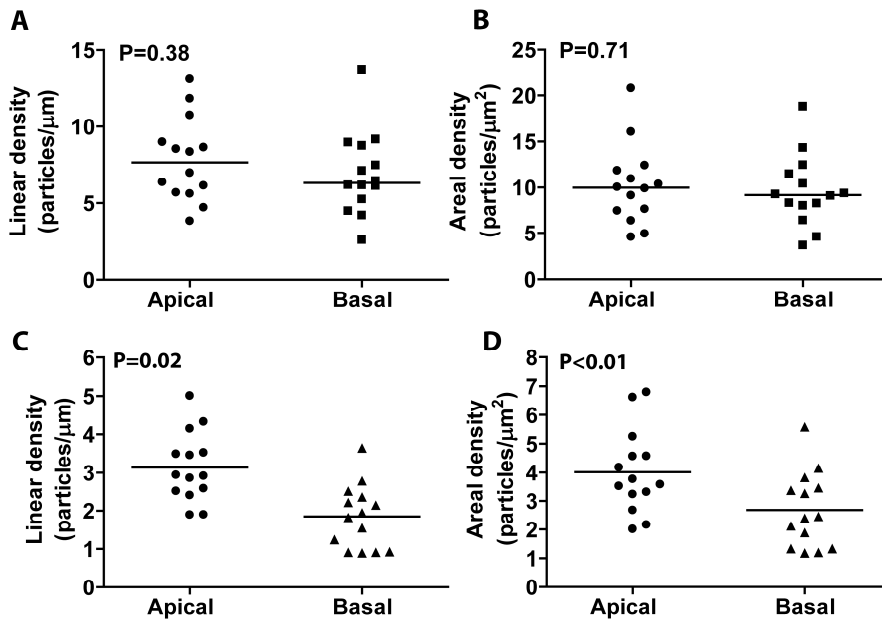 A
P=0.38
Linear density
(particles/µm)
15
10
5
0
Apical
Basal
B
P=0.71
Areal density
(particles/µm²)
25
20
15
10
5
0
Apical
Basal
C
P=0.02
Linear density
(particles/µm)
6
5
4
3
2
1
0
Apical
Basal
D
P<0.01
Areal density
(particles/µm²)
8
7
6
5
4
3
2
1
0
Apical
Basal